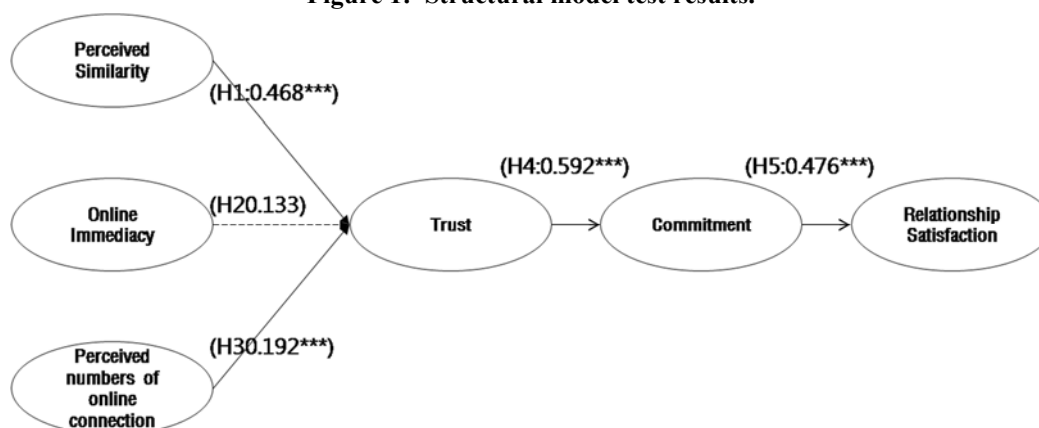 Figure 1. Structural model test results.
Perceived
Similarity
(H1:0.468***)
(H4:0.592***)
(H5:0.476***)
Online
Immediacy
(H20.133)
Trust
Commitment
Relationship
Satisfaction
(H30.192***)
Perceived
numbers of
online
connection